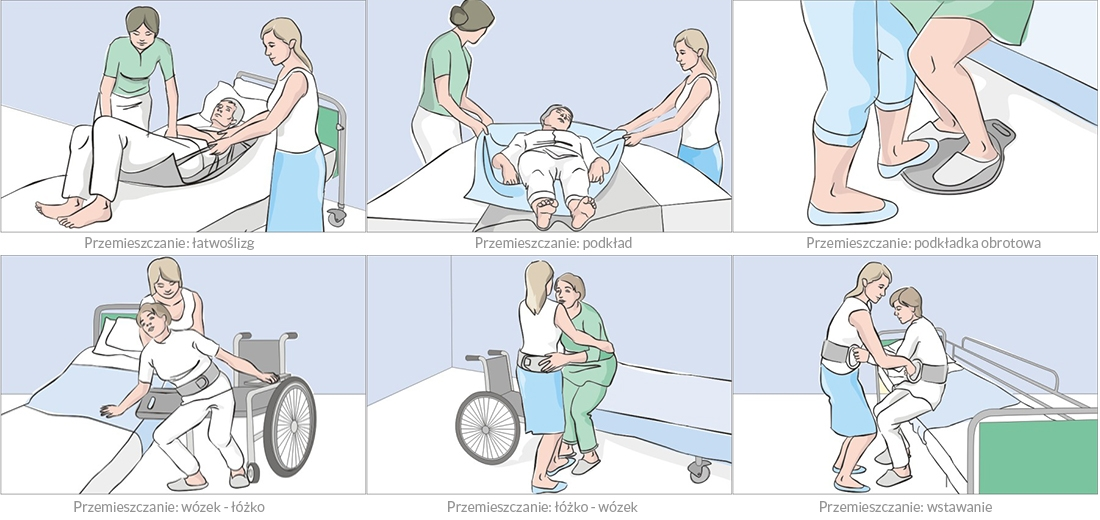 Przemieszczanie: łatwoślizg
Przemieszczanie: podkład
Przemieszczanie: podkładka obrotowa
Przemieszczanie: wózek - łóżko
Przemieszczanie: łóżko - wózek
Przemieszczanie: wstawanie